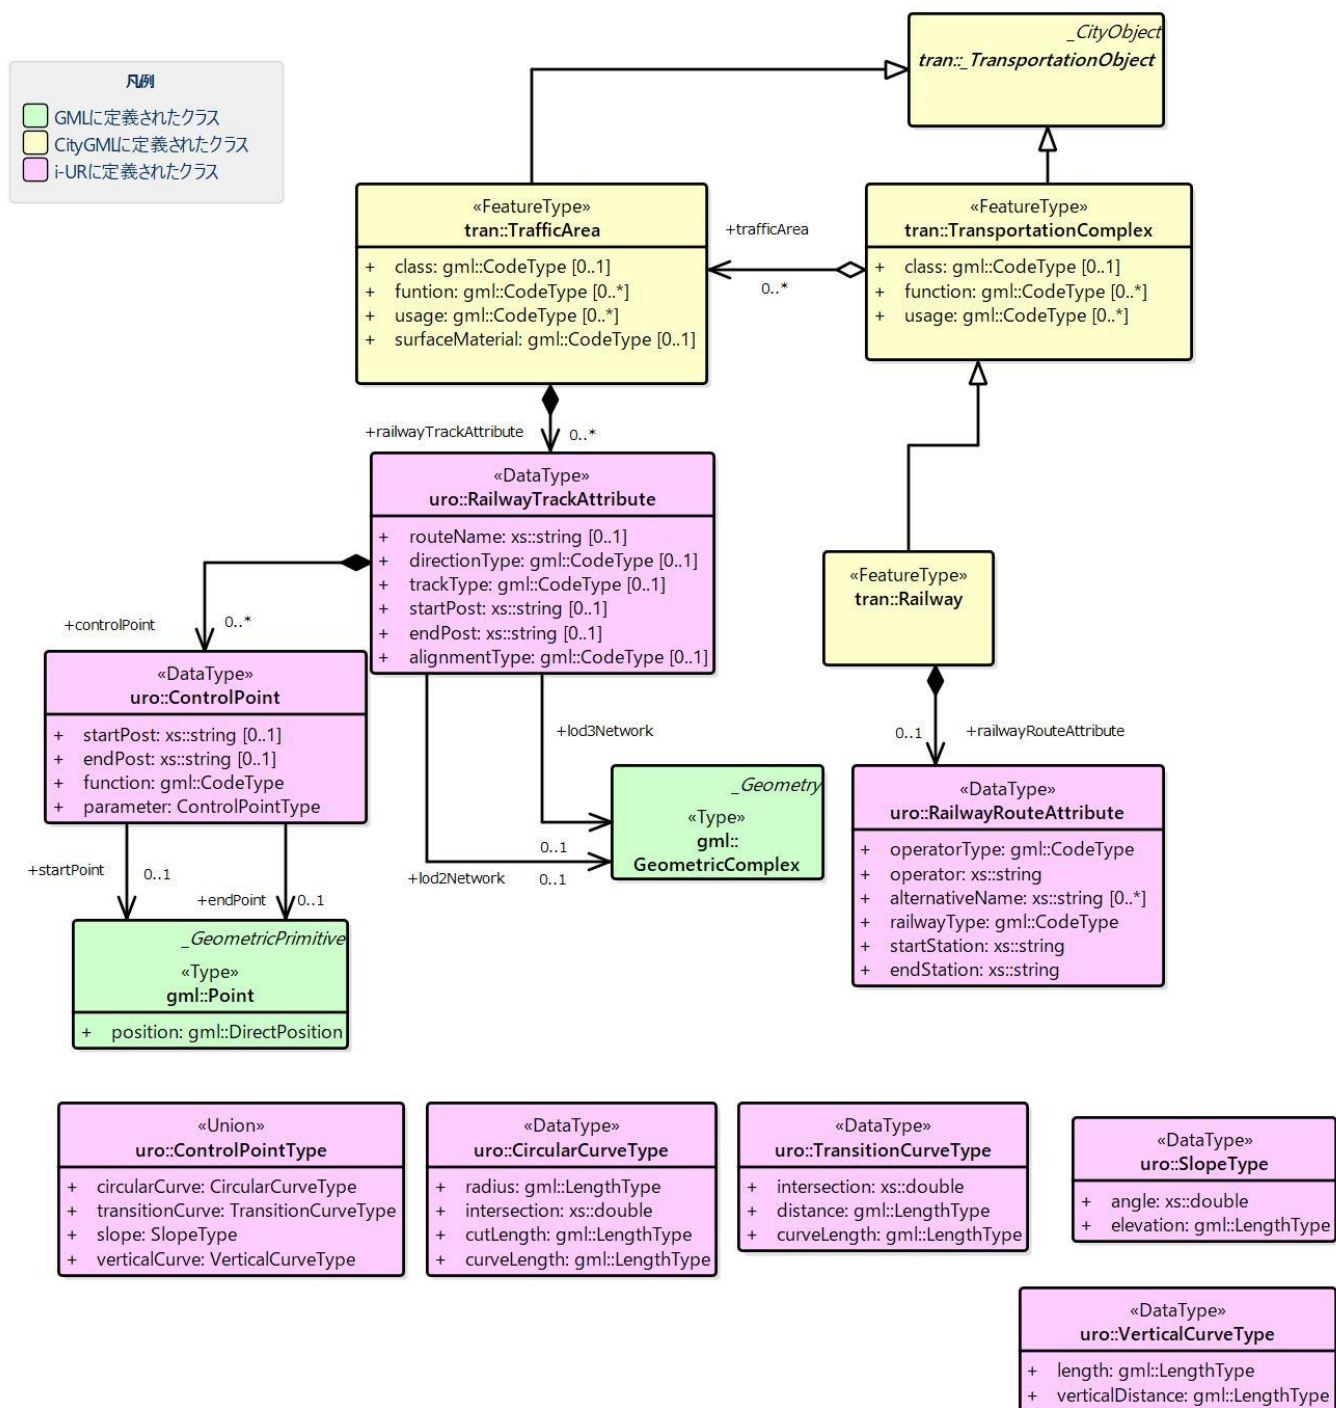 凡例
GMLに定義されたクラス
CityGMLに定義されたクラス
i-URに定義されたクラス
_CityObject
tran::_TransportationObject
«FeatureType»
tran::TrafficArea
+ class: gml::CodeType [0..1]
+ funtion: gml::CodeType [0..*]
+ usage: gml::CodeType [0..*]
+ surfaceMaterial: gml::CodeType [0..1]
+trafficArea
0..*
«FeatureType»
tran::TransportationComplex
+ class: gml::CodeType [0..1]
+ function: gml::CodeType [0..*]
+ usage: gml::CodeType [0..*]
+railwayTrackAttribute
0..*
«DataType»
uro::RailwayTrackAttribute
+ routeName: xs::string [0..1]
+ directionType: gml::CodeType [0..1]
+ trackType: gml::CodeType [0..1]
+ startPost: xs::string [0..1]
+ endPost: xs::string [0..1]
+ alignmentType: gml::CodeType [0..1]
«FeatureType»
tran::Railway
+controlPoint
0..*
«DataType»
uro::ControlPoint
+ startPost: xs::string [0..1]
+ endPost: xs::string [0..1]
+ function: gml::CodeType
+ parameter: ControlPointType
+lod3Network
0..1
+lod2Network
0..1
_Geometry
«Type»
gml::
GeometricComplex
0..1
+railwayRouteAttribute
«DataType»
uro::RailwayRouteAttribute
+ operatorType: gml::CodeType
+ operator: xs::string
+ alternativeName: xs::string [0..*]
+ railwayType: gml::CodeType
+ startStation: xs::string
+ endStation: xs::string
+startPoint
0..1
+endPoint
0..1
_GeometricPrimitive
«Type»
gml::Point
+ position: gml::DirectPosition
«Union»
uro::ControlPointType
+ circularCurve: CircularCurveType
+ transitionCurve: TransitionCurveType
+ slope: SlopeType
+ verticalCurve: VerticalCurveType
«DataType»
uro::CircularCurveType
+ radius: gml::LengthType
+ intersection: xs::double
+ cutLength: gml::LengthType
+ curveLength: gml::LengthType
«DataType»
uro::TransitionCurveType
+ intersection: xs::double
+ distance: gml::LengthType
+ curveLength: gml::LengthType
«DataType»
uro::SlopeType
+ angle: xs::double
+ elevation: gml::LengthType
«DataType»
uro::VerticalCurveType
+ length: gml::LengthType
+ verticalDistance: gml::LengthType